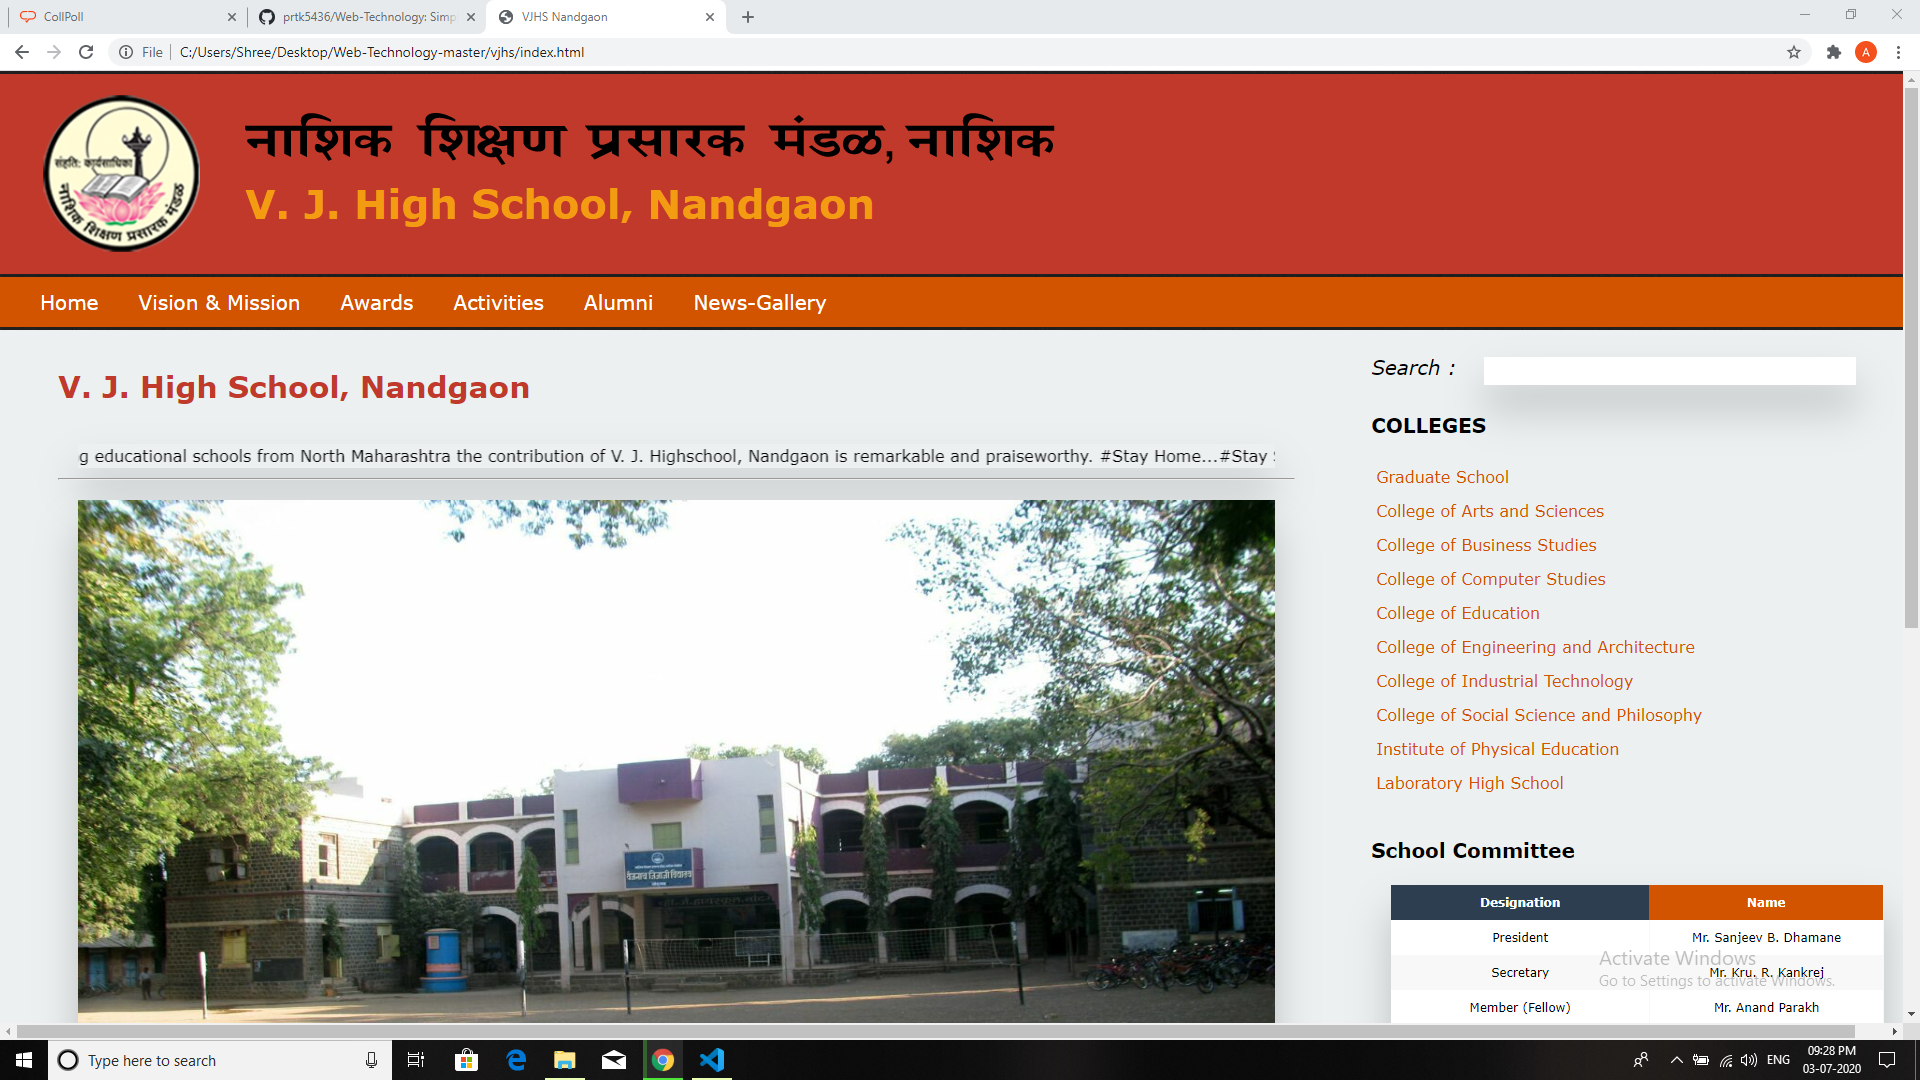 CollPoll
prtk5436/Web-Technology: Simp
VJHS Nandgaon
File
C:/Users/Shree/Desktop/Web-Technology-master/vjhs/index.html
A
संहति: कार्यसाधिका
नाशिक शिक्षण प्रसारक मंडळ
नाशिक शिक्षण प्रसारक मंडळ, नाशिक
V. J. High School, Nandgaon
Home
Vision & Mission
Awards
Activities
Alumni
News-Gallery
V. J. High School, Nandgaon
g educational schools from North Maharashtra the contribution of V. J. Highschool, Nandgaon is remarkable and praiseworthy. #Stay Home...#Stay
Search :
COLLEGES
Graduate School
College of Arts and Sciences
College of Business Studies
College of Computer Studies
College of Education
College of Engineering and Architecture
College of Industrial Technology
College of Social Science and Philosophy
Institute of Physical Education
Laboratory High School
School Committee
Designation Name
President Mr. Sanjeev B. Dhamane
Secretary Mr. Kru. R. Kankrej
Member (Fellow) Mr. Anand Parakh
Activate Windows
Go to Settings to activate Windows.
Type here to search
ENG
09:28 PM
03-07-2020